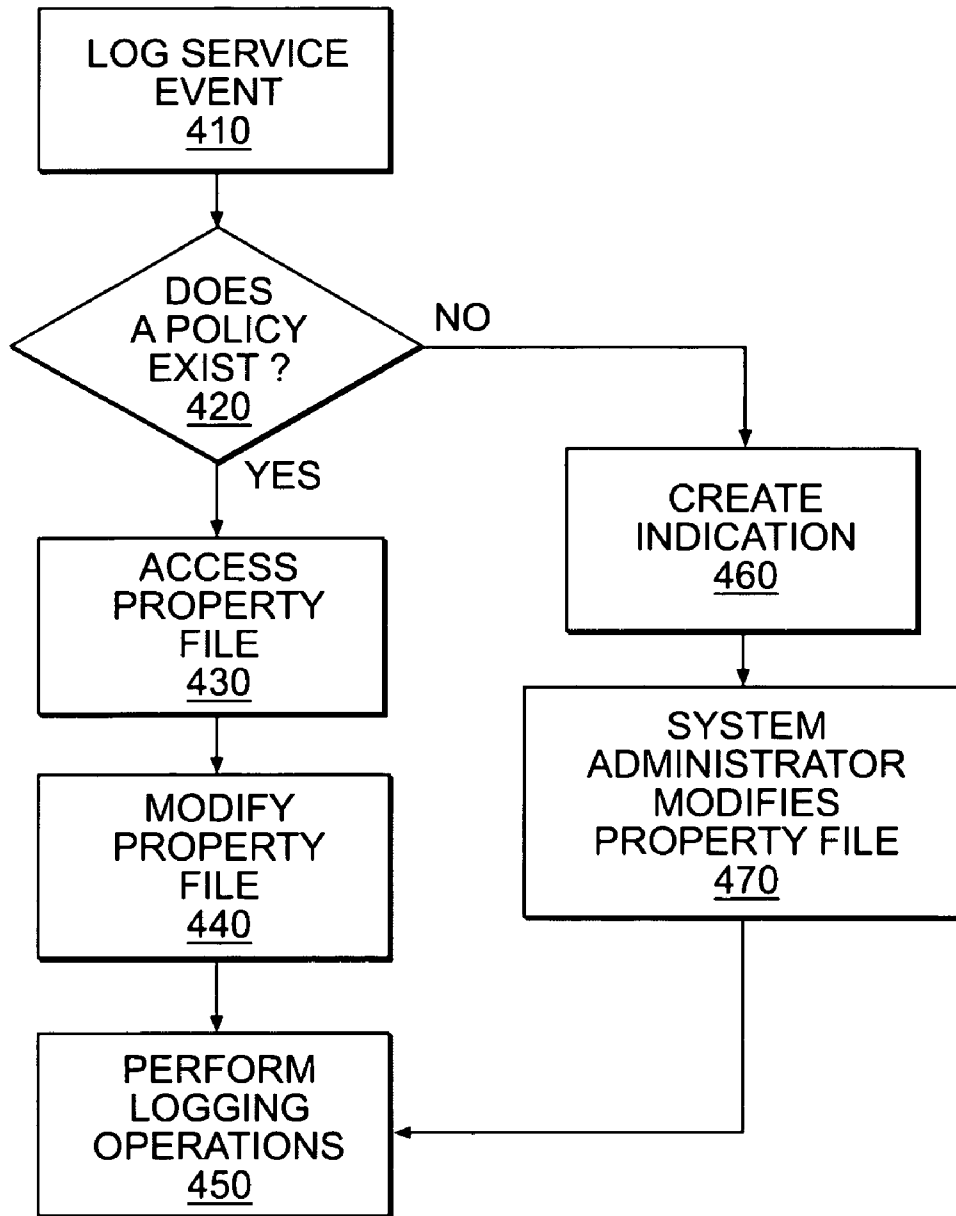 LOG SERVICE
EVENT
410
DOES
A POLICY
EXIST ?
420
NO
YES
ACCESS
PROPERTY
FILE
430
MODIFY
PROPERTY
FILE
440
PERFORM
LOGGING
OPERATIONS
450
CREATE
INDICATION
460
SYSTEM
ADMINISTRATOR
MODIFIES
PROPERTY FILE
470